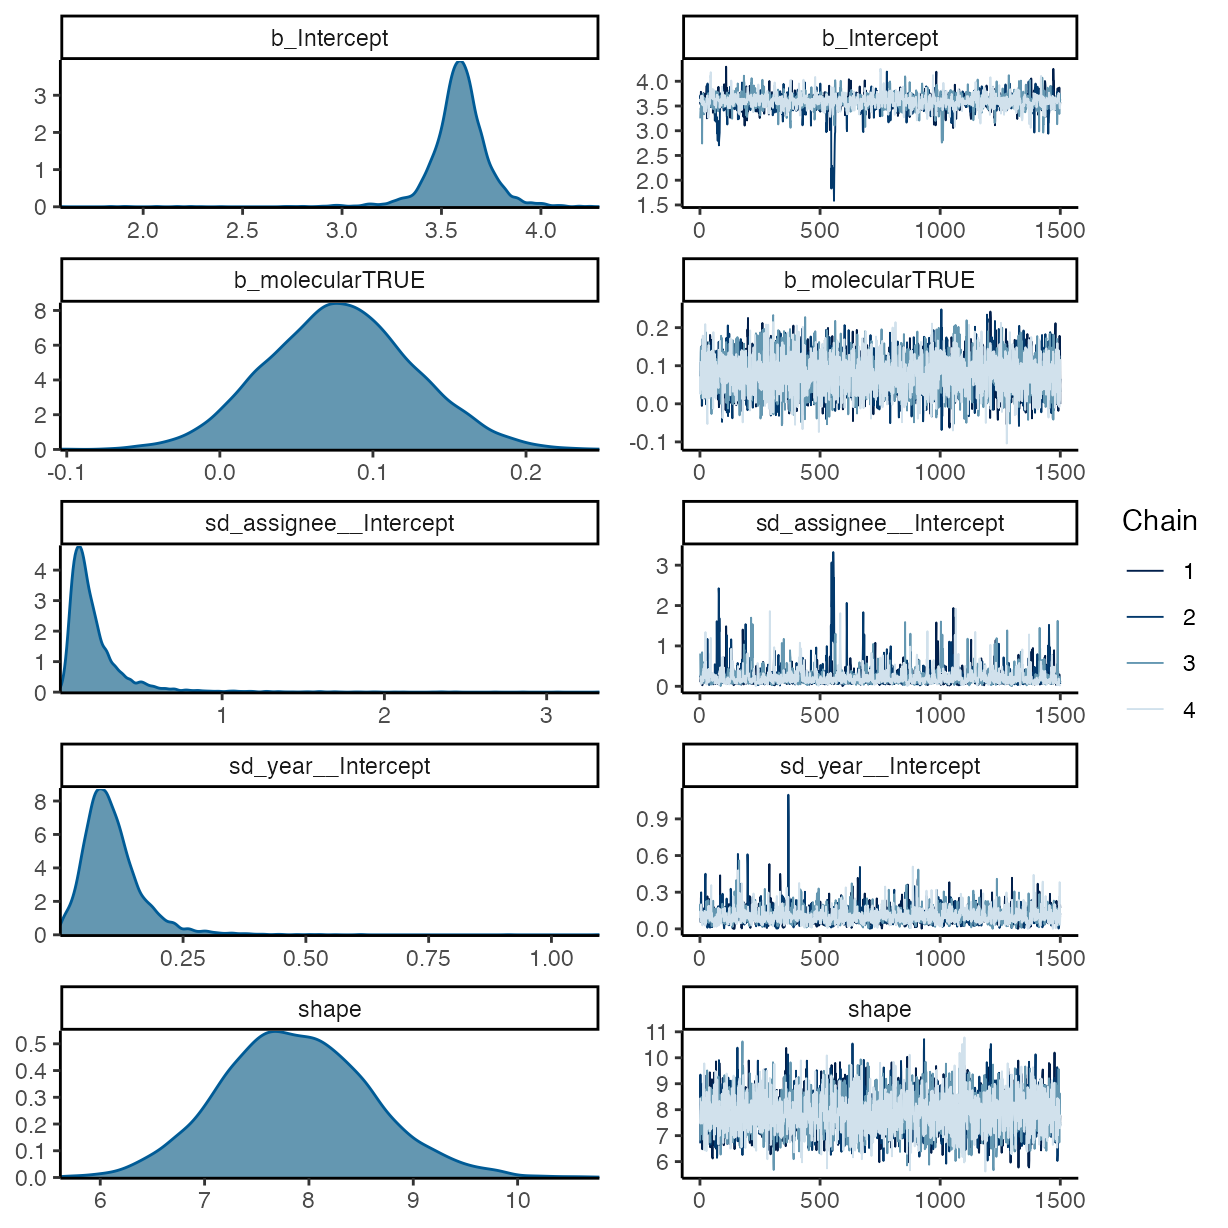 b_Intercept
b_Intercept
3
2
1
0
2.0 2.5 3.0 3.5 4.0
4.0
3.5
3.0
2.5
2.0
1.5
0 500 1000 1500
b_molecularTRUE
b_molecularTRUE
8
6
4
2
0
-0.1 0.0 0.1 0.2
0.2
0.1
0.0
-0.1
0 500 1000 1500
sd_assignee__Intercept
sd_assignee__Intercept
4
3
2
1
0
1 2 3
3
2
1
0
0 500 1000 1500
sd_year__Intercept
sd_year__Intercept
8
6
4
2
0
0.25 0.50 0.75 1.00
0.9
0.6
0.3
0.0
0 500 1000 1500
shape
shape
0.5
0.4
0.3
0.2
0.1
0.0
6 7 8 9 10
11
10
9
8
7
6
0 500 1000 1500
Chain
1
2
3
4